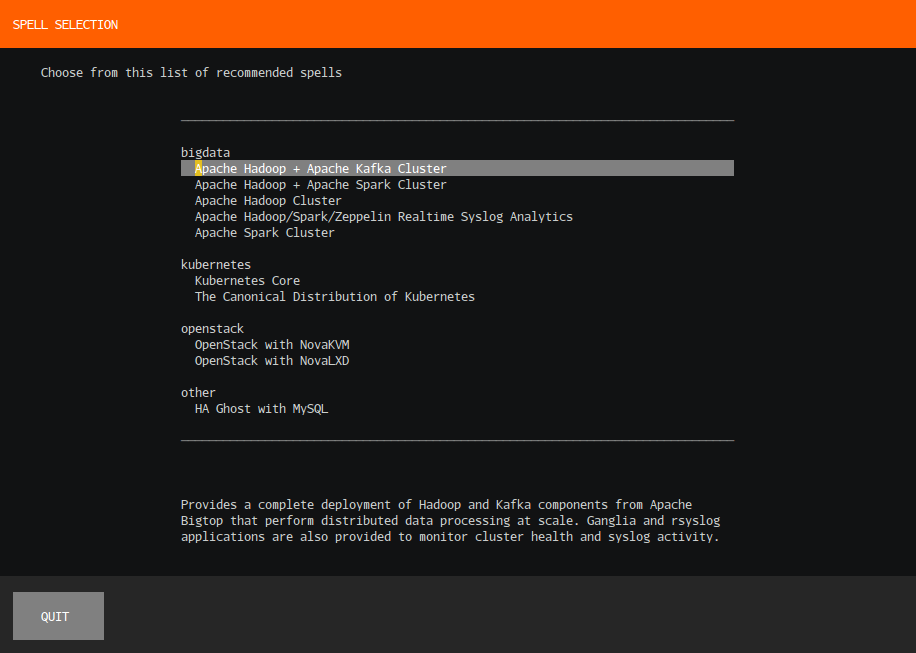 SPELL SELECTION
Choose from this list of recommended spells
bigdata
Apache Hadoop + Apache Kafka Cluster
Apache Hadoop + Apache Spark Cluster
Apache Hadoop Cluster
Apache Hadoop/Spark/Zeppelin Realtime Syslog Analytics
Apache Spark Cluster
kubernetes
Kubernetes Core
The Canonical Distribution of Kubernetes
openstack
OpenStack with NovaKVM
OpenStack with NovaLXD
other
HA Ghost with MySQL
Provides a complete deployment of Hadoop and Kafka components from Apache
Bigtop that perform distributed data processing at scale. Ganglia and rsyslog
applications are also provided to monitor cluster health and syslog activity.
QUIT